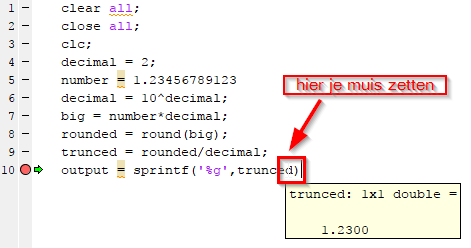 1 clear all;
2 close all;
3 clc;
4 decimal = 2;
5 number = 1.23456789123
6 decimal = 10^decimal;
7 big = number*decimal;
8 rounded = round(big);
9 trunced = rounded/decimal;
10 output = sprintf('%g',trunced)
hier je muis zetten
trunced: 1x1 double =
1.2300